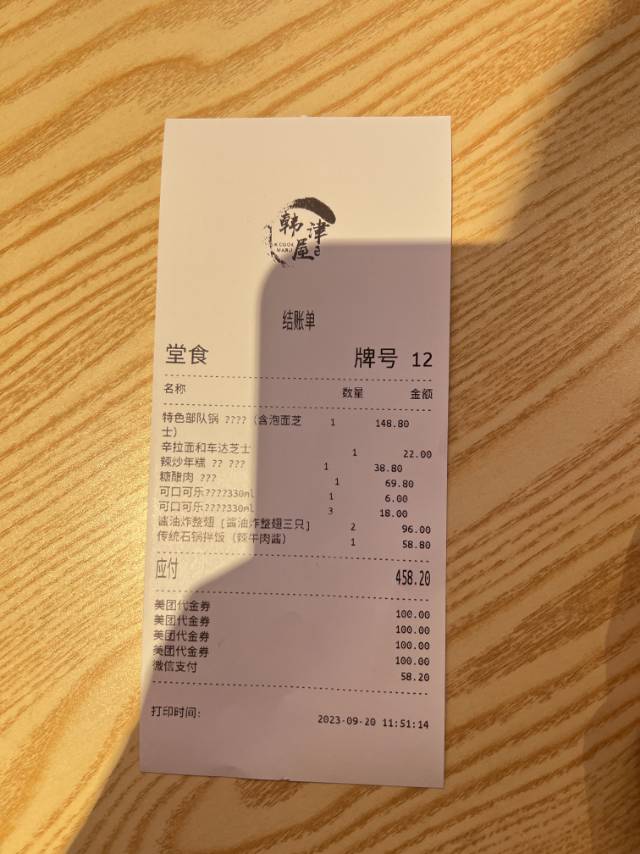 韩津屋
结账单
堂食 牌号 12
名称 数量 金额
特色部队锅 ???? (含泡面芝 1 148.80
士)
辛拉面和车达芝士 1 22.00
辣炒年糕 ?? ??? 1 38.80
糖醋肉 ??? 1 69.80
可口可乐????330ml 1 6.00
可口可乐????330ml 3 18.00
酱油炸整翅 [酱油炸整翅三只] 2 96.00
传统石锅拌饭 (辣牛肉酱) 1 58.80
应付 458.20
美团代金券 100.00
美团代金券 100.00
美团代金券 100.00
美团代金券 100.00
微信支付 58.20
打印时间: 2023-09-20 11:51:14